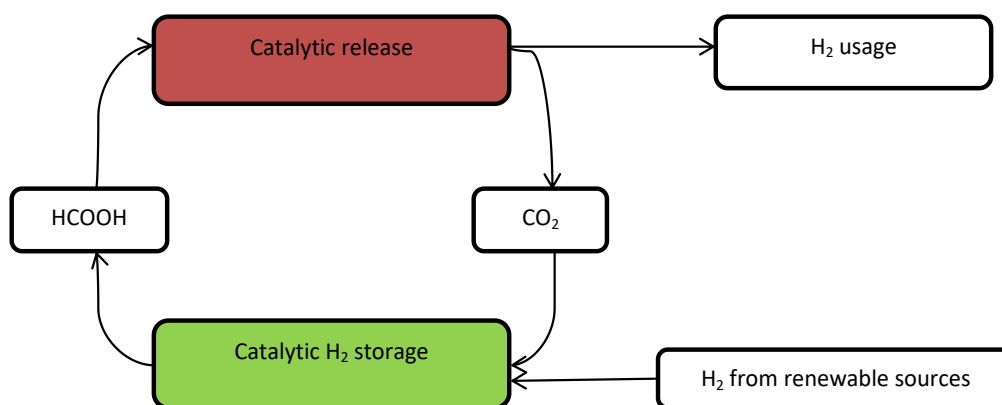 Catalytic release
H₂ usage
HCOOH
CO₂
Catalytic H₂ storage
H₂ from renewable sources